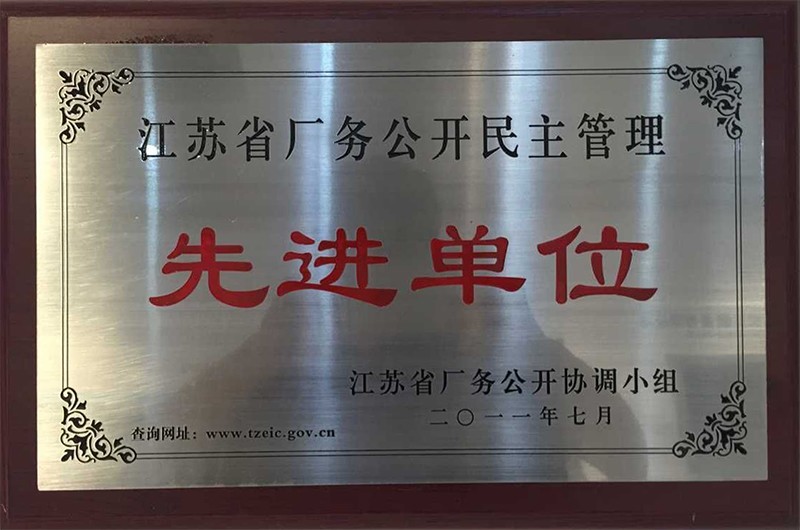 江苏省厂务公开民主管理
先进单位
江苏省厂务公开协调小组
二〇一一年七月
查询网址：www.tzeic.gov.cn